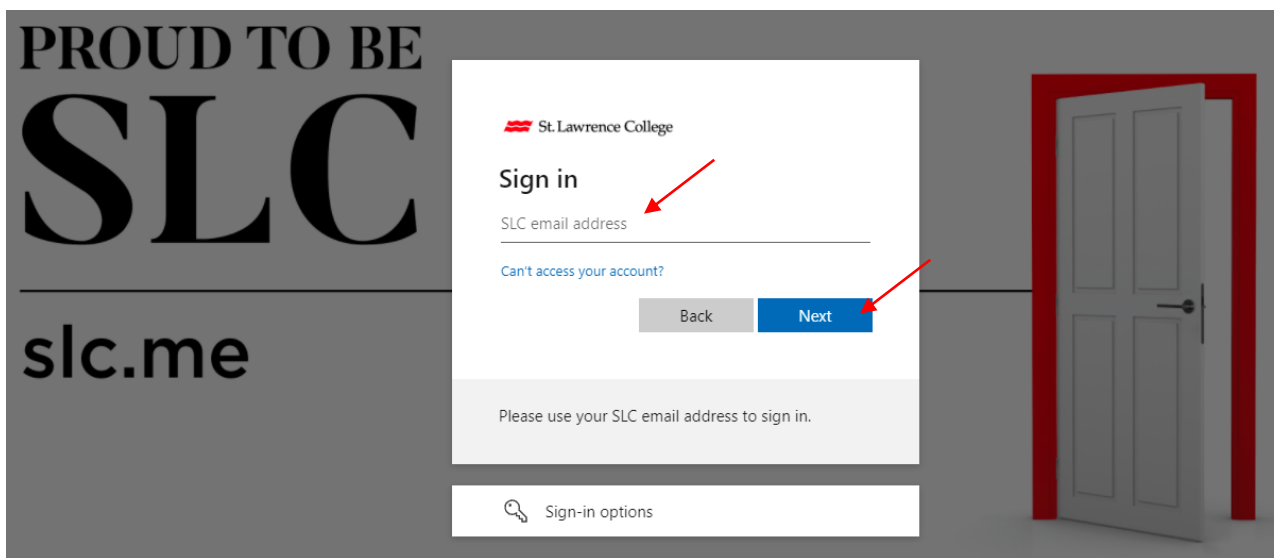 PROUD TO BE
SLC
slc.me
St. Lawrence College
Sign in
SLC email address
Can't access your account?
Back
Next
Please use your SLC email address to sign in.
Sign-in options